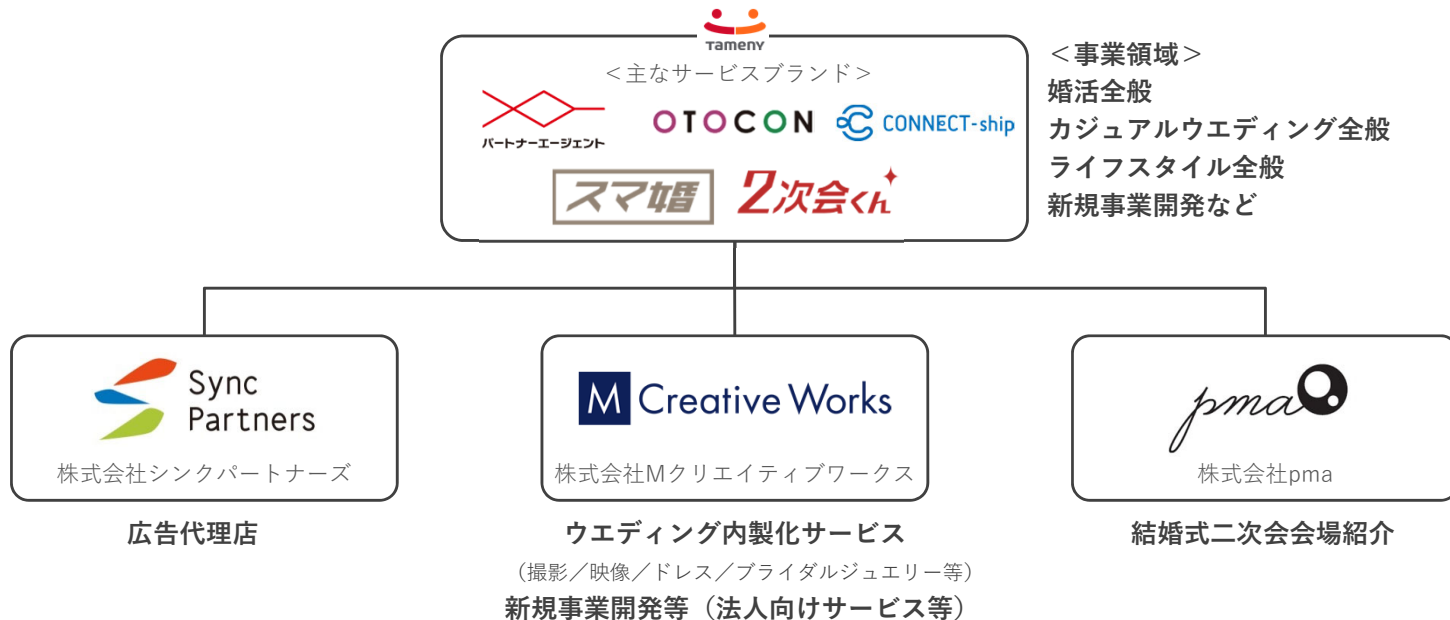 TAMENY
＜主なサービスブランド＞
パートナーエージェント
OTOCON
CONNECT-ship
スマ婚
2次会くん
＜事業領域＞
婚活全般
カジュアルウエディング全般
ライフスタイル全般
新規事業開発など
Sync
Partners
株式会社シンクパートナーズ
広告代理店
M Creative Works
株式会社Mクリエイティブワークス
ウエディング内製化サービス
（撮影／映像／ドレス／ブライダルジュエリー等）
新規事業開発等（法人向けサービス等）
pma
株式会社pma
結婚式二次会会場紹介